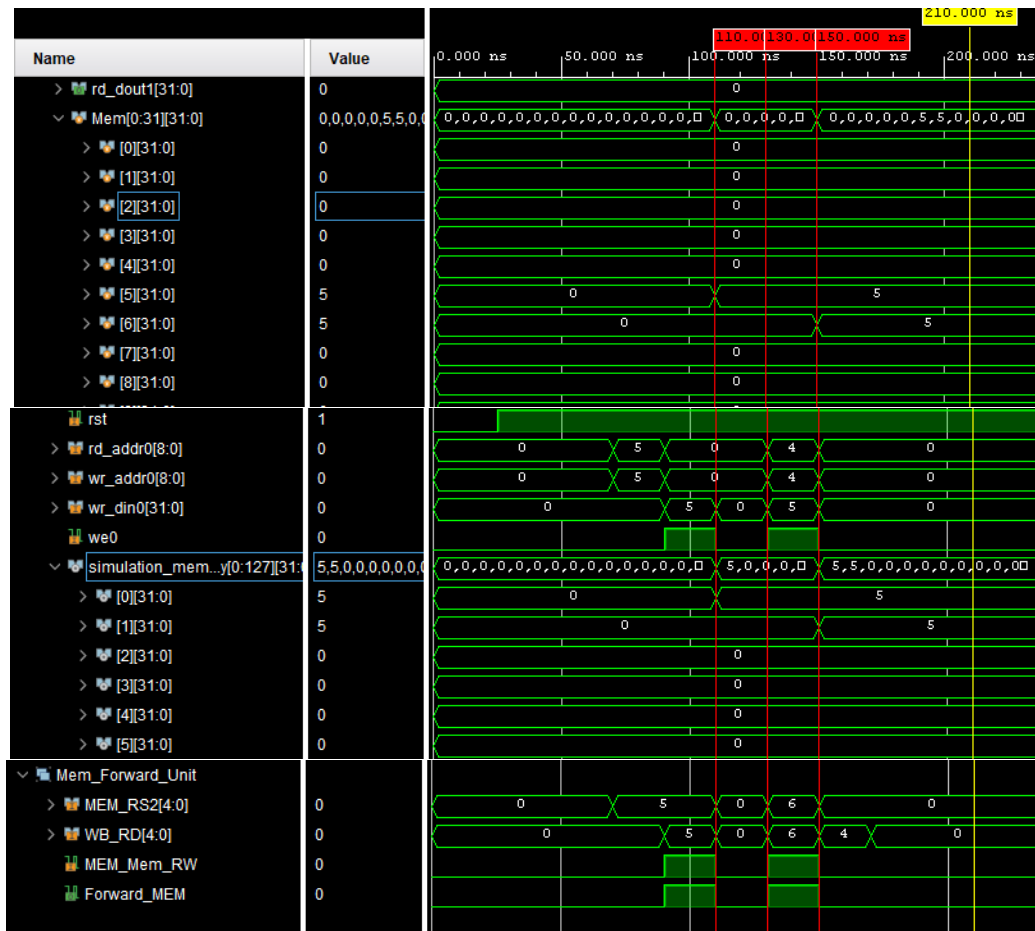 210.000 ns
110.0 130.0 150.000 ns
Name Value 0.000 ns 50.000 ns 100.000 ns 150.000 ns 200.000 ns
rd_dout1[31:0] 0 0
Mem[0:31][31:0] 0,0,0,0,0,5,5,0,0 0,0,0,0,0,0,0,0,0,0,0,0,0,0,0,0, 0,0,0,0,0, 0,0,0,0,0,5,5,0,0,0,0,0
[0][31:0] 0 0
[1][31:0] 0 0
[2][31:0] 0 0
[3][31:0] 0 0
[4][31:0] 0 0
[5][31:0] 5 0 5
[6][31:0] 5 0 5
[7][31:0] 0 0
[8][31:0] 0 0
rst 1
rd_addr0[8:0] 0 0 5 0 4 0
wr_addr0[8:0] 0 0 5 0 4 0
wr_din0[31:0] 0 0 5 0 5 0
we0 0
simulation_mem...y[0:127][31: 5,5,0,0,0,0,0,0,0 0,0,0,0,0,0,0,0,0,0,0,0,0,0,0,0, 5,0,0,0, 5,5,0,0,0,0,0,0,0,0,0,0
[0][31:0] 5 0 5
[1][31:0] 5 0 5
[2][31:0] 0 0
[3][31:0] 0 0
[4][31:0] 0 0
[5][31:0] 0 0
Mem_Forward_Unit
MEM_RS2[4:0] 0 0 5 0 6 0
WB_RD[4:0] 0 0 5 0 6 4 0
MEM_Mem_RW 0
Forward_MEM 0